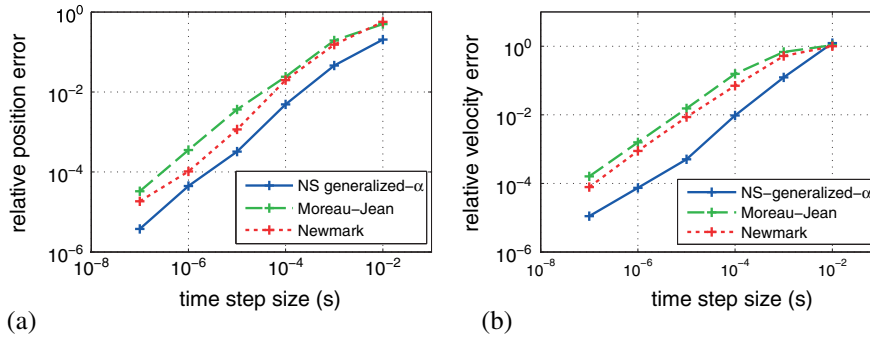 10^0
10^-2
10^-4
10^-6
10^-8
10^-6
10^-4
10^-2
relative position error
time step size (s)
NS generalized-α
Moreau-Jean
Newmark
(a)
10^0
10^-2
10^-4
10^-6
10^-8
10^-6
10^-4
10^-2
relative velocity error
time step size (s)
NS-generalized-α
Moreau-Jean
Newmark
(b)